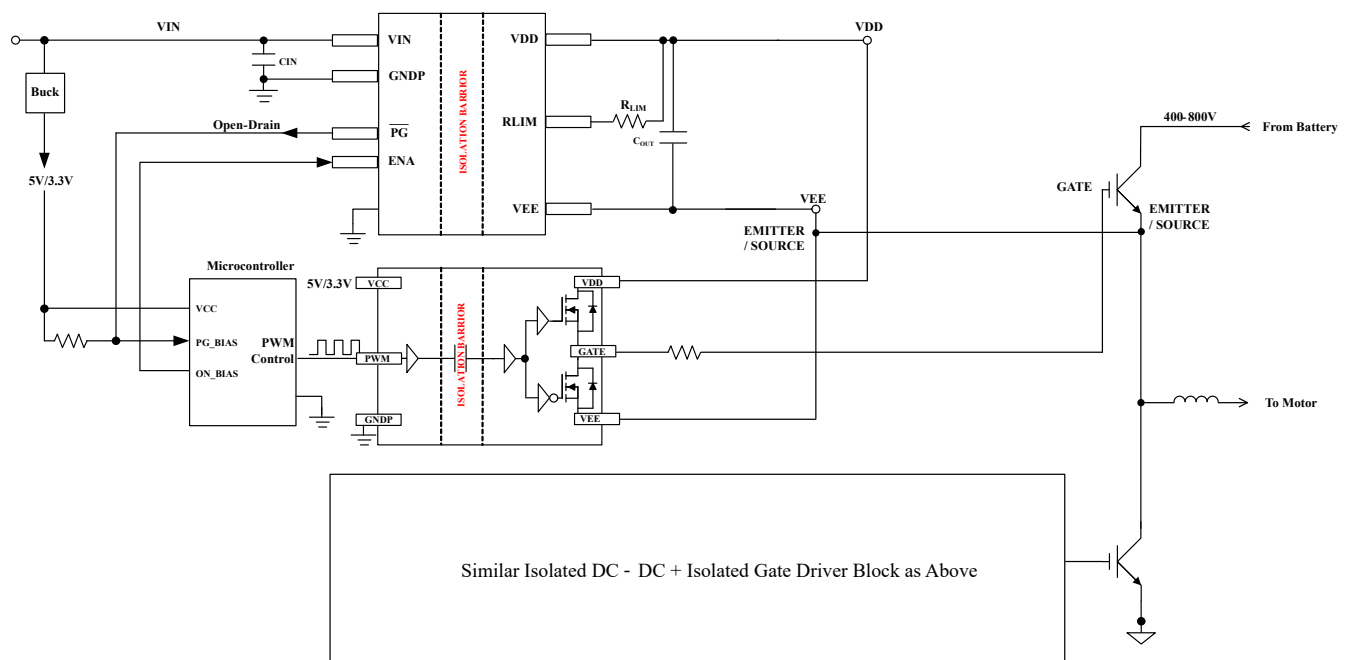 VIN
VIN
VDD
VDD
CIN
Buck
GNDP
ISOLATION BARRIOR
RLIM
RLIM
COUT
400-800V
From Battery
Open-Drain
PG
ENA
5V/3.3V
GATE
VEE
VEE
EMITTER
/ SOURCE
EMITTER
/ SOURCE
Microcontroller
5V/3.3V
VCC
VDD
VCC
PG_BIAS
PWM
Control
ON_BIAS
PWM
ISOLATION BARRIOR
GATE
GNDP
VEE
To Motor
Similar Isolated DC - DC + Isolated Gate Driver Block as Above